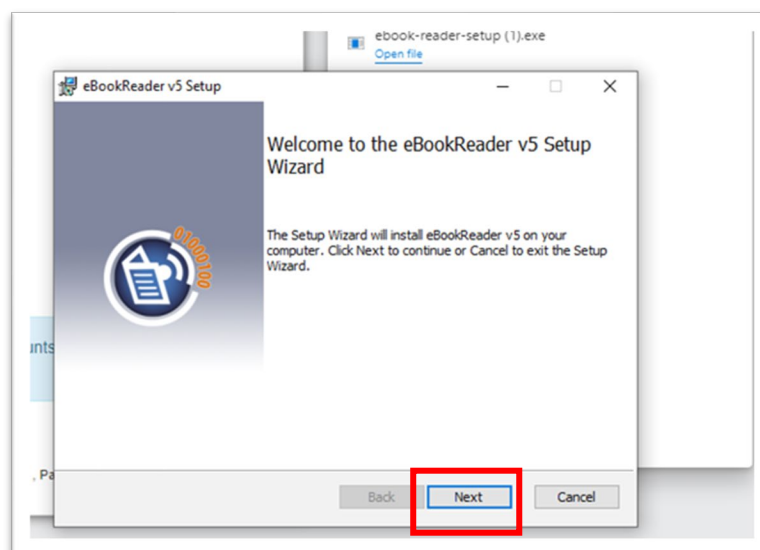 ebook-reader-setup (1).exe
Open file
eBookReader v5 Setup
Welcome to the eBookReader v5 Setup
Wizard
01000100
The Setup Wizard will install eBookReader v5 on your
computer. Click Next to continue or Cancel to exit the Setup
Wizard.
unts
, Pa
Back
Next
Cancel